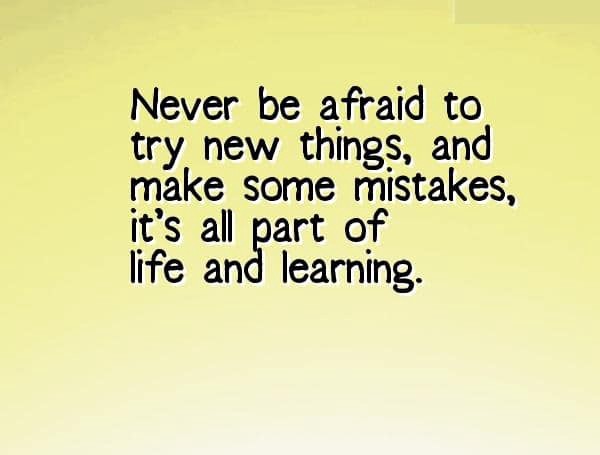 Never be afraid to
try new things, and
make some mistakes,
it's all part of
life and learning.